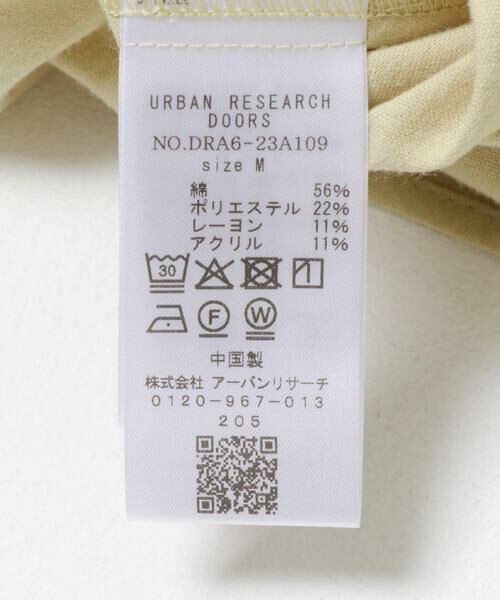 URBAN RESEARCH
DOORS
NO.DRA6-23A109
size M
綿 56%
ポリエステル 22%
レーヨン 11%
アクリル 11%
30
F
W
中国製
株式会社 アーバンリサーチ
0120-967-013
205